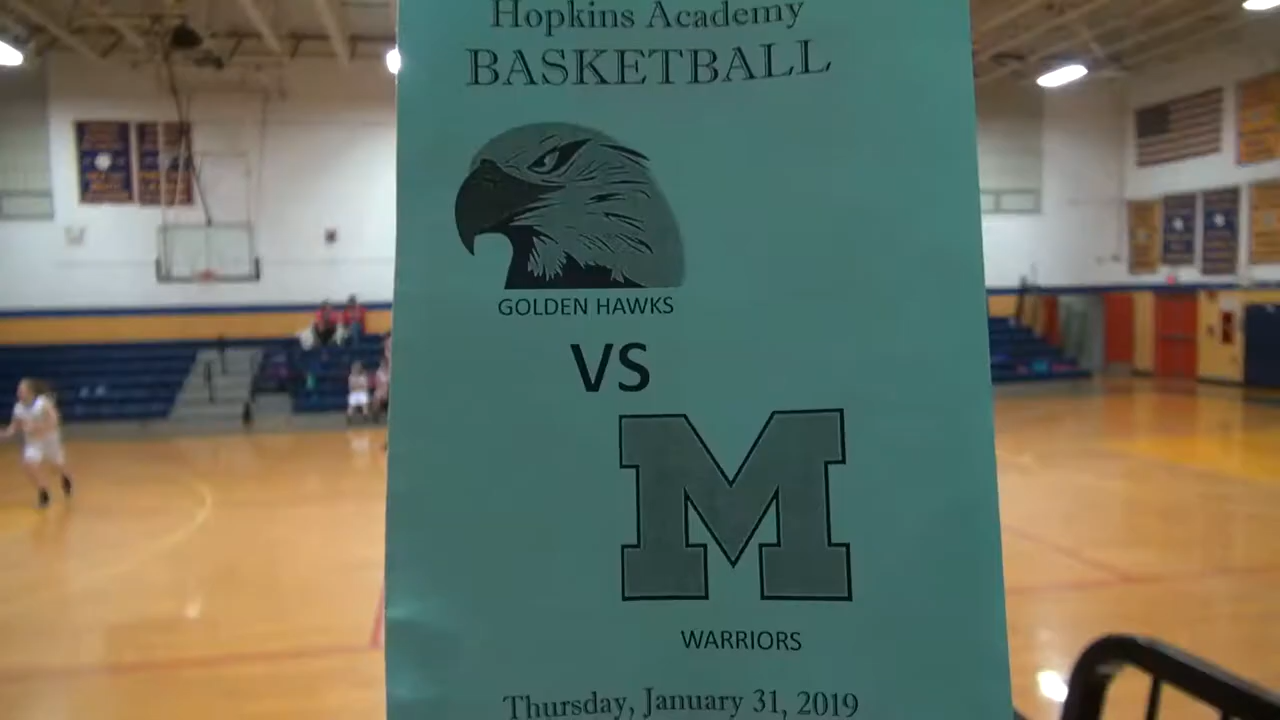 Hopkins Academy
BASKETBALL
GOLDEN HAWKS
VS
M
WARRIORS
Thursday, January 31, 2019